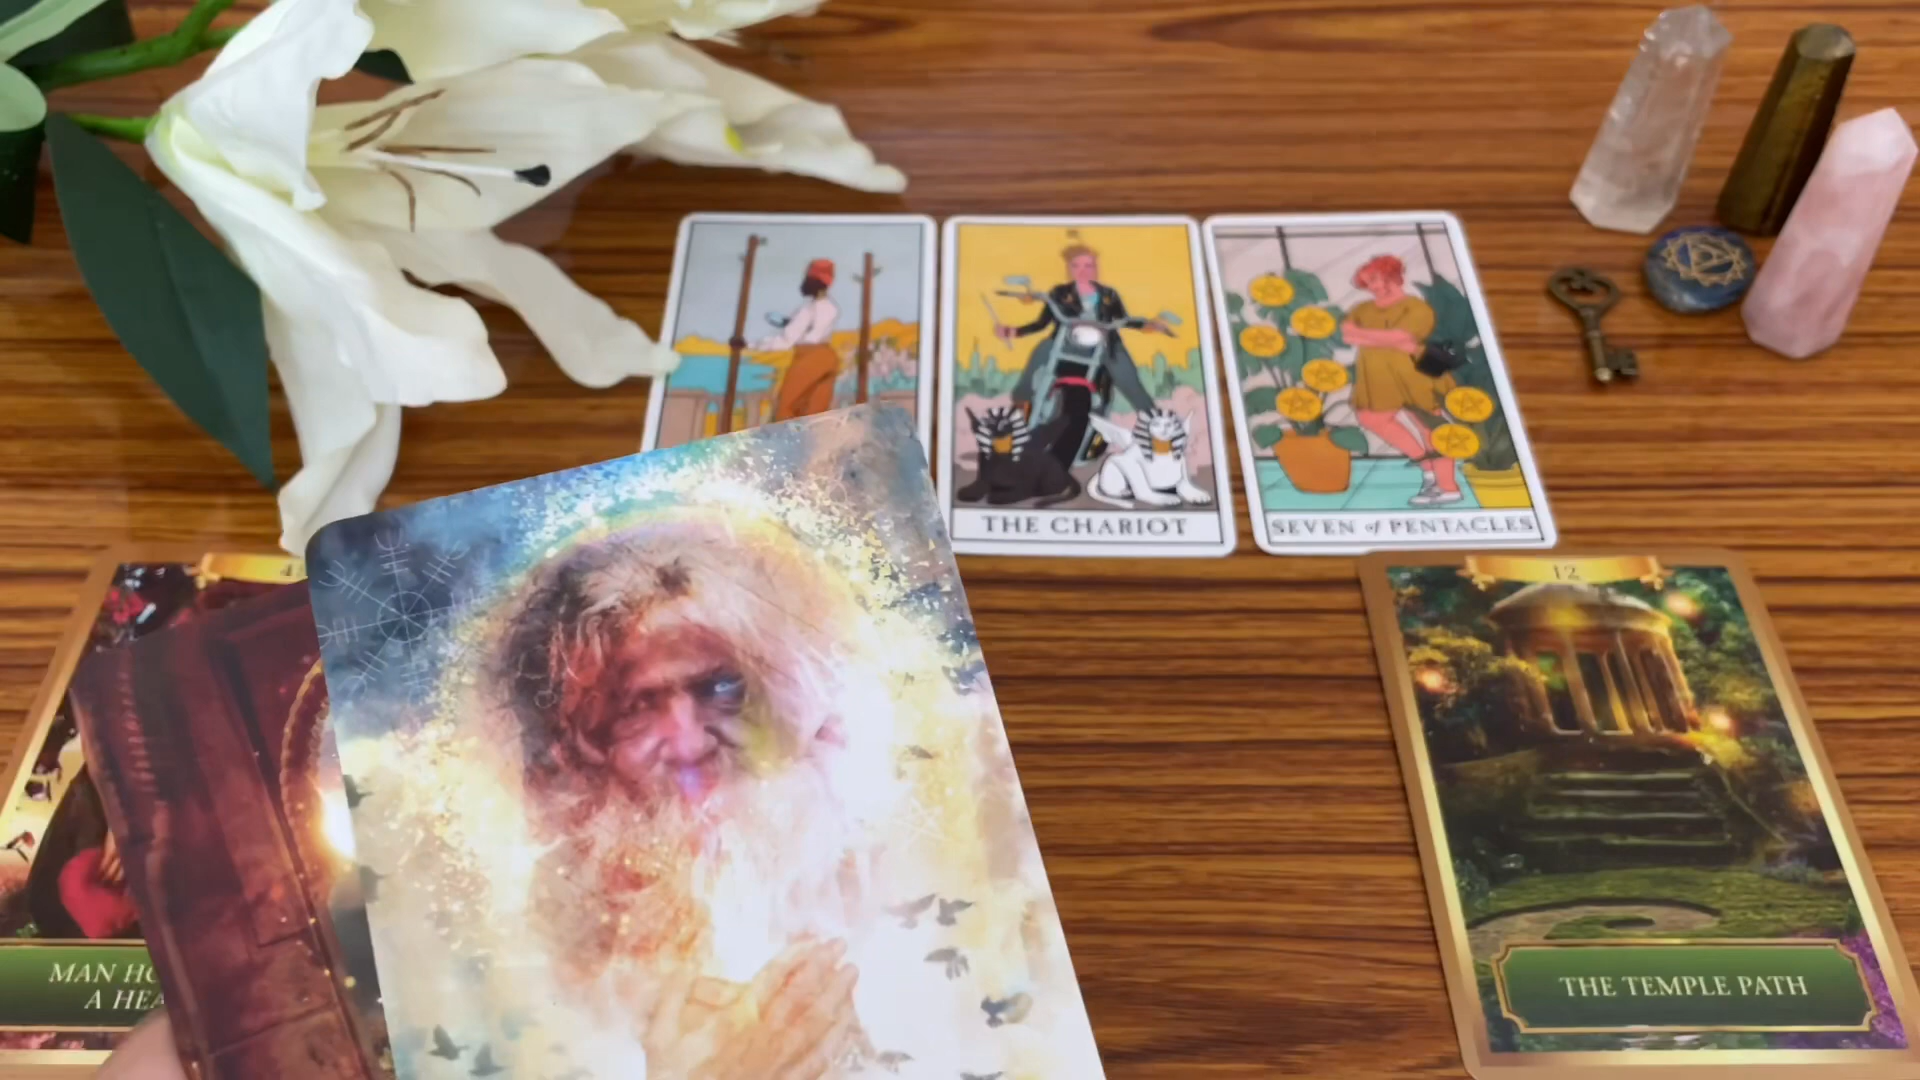 THE CHARIOT
SEVEN of PENTACLES
12
MAN HO
A HEA
THE TEMPLE PATH